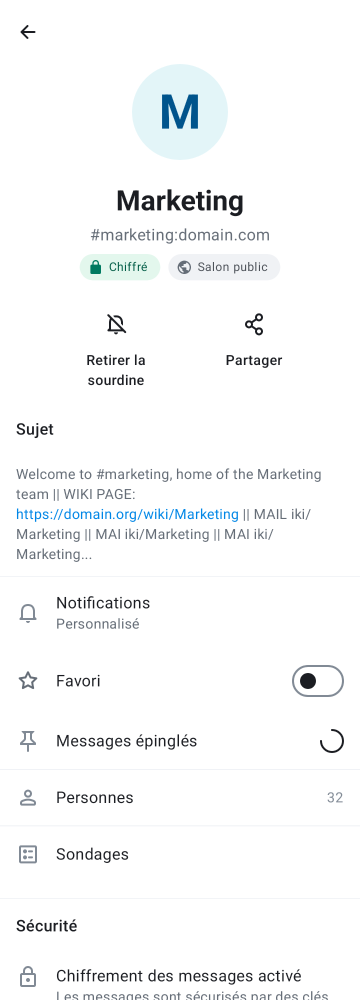 M
Marketing
#marketing:domain.com
Chiffré
Salon public
Retirer la
sourdine
Partager
Sujet
Welcome to #marketing, home of the Marketing
team || WIKI PAGE:
https://domain.org/wiki/Marketing || MAIL iki/
Marketing || MAI iki/Marketing || MAI iki/
Marketing...
Notifications
Personnalisé
Favori
Messages épinglés
Personnes
32
Sondages
Sécurité
Chiffrement des messages activé
Les messages sont sécurisés par des clés